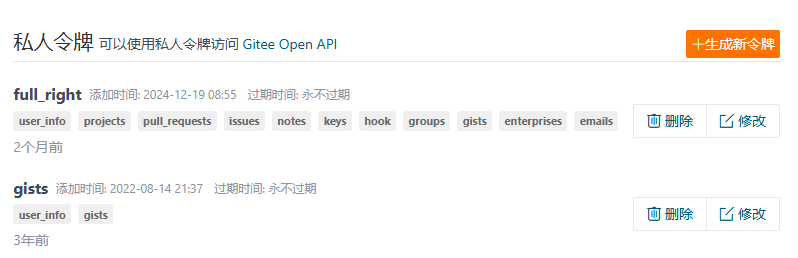 私人令牌 可以使用私人令牌访问 Gitee Open API
+生成新令牌
full_right 添加时间: 2024-12-19 08:55 过期时间: 永不过期
user_info projects pull_requests issues notes keys hook groups gists enterprises emails
删除 修改
2个月前
gists 添加时间: 2022-08-14 21:37 过期时间: 永不过期
user_info gists
删除 修改
3年前